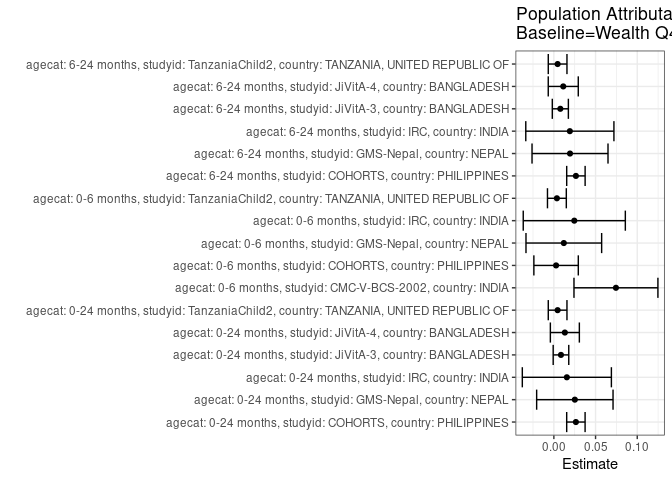 Population Attributa
Baseline=Wealth Q4
agecat: 6-24 months, studyid: TanzaniaChild2, country: TANZANIA, UNITED REPUBLIC OF
agecat: 6-24 months, studyid: JiVitA-4, country: BANGLADESH
agecat: 6-24 months, studyid: JiVitA-3, country: BANGLADESH
agecat: 6-24 months, studyid: IRC, country: INDIA
agecat: 6-24 months, studyid: GMS-Nepal, country: NEPAL
agecat: 6-24 months, studyid: COHORTS, country: PHILIPPINES
agecat: 0-6 months, studyid: TanzaniaChild2, country: TANZANIA, UNITED REPUBLIC OF
agecat: 0-6 months, studyid: IRC, country: INDIA
agecat: 0-6 months, studyid: GMS-Nepal, country: NEPAL
agecat: 0-6 months, studyid: COHORTS, country: PHILIPPINES
agecat: 0-6 months, studyid: CMC-V-BCS-2002, country: INDIA
agecat: 0-24 months, studyid: TanzaniaChild2, country: TANZANIA, UNITED REPUBLIC OF
agecat: 0-24 months, studyid: JiVitA-4, country: BANGLADESH
agecat: 0-24 months, studyid: JiVitA-3, country: BANGLADESH
agecat: 0-24 months, studyid: IRC, country: INDIA
agecat: 0-24 months, studyid: GMS-Nepal, country: NEPAL
agecat: 0-24 months, studyid: COHORTS, country: PHILIPPINES
0.00 0.05 0.10
Estimate